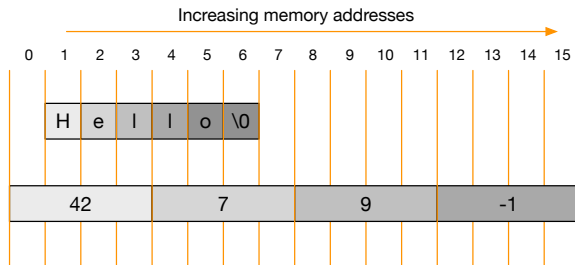 Increasing memory addresses
0 1 2 3 4 5 6 7 8 9 10 11 12 13 14 15
H e l l o \0
42 7 9 -1